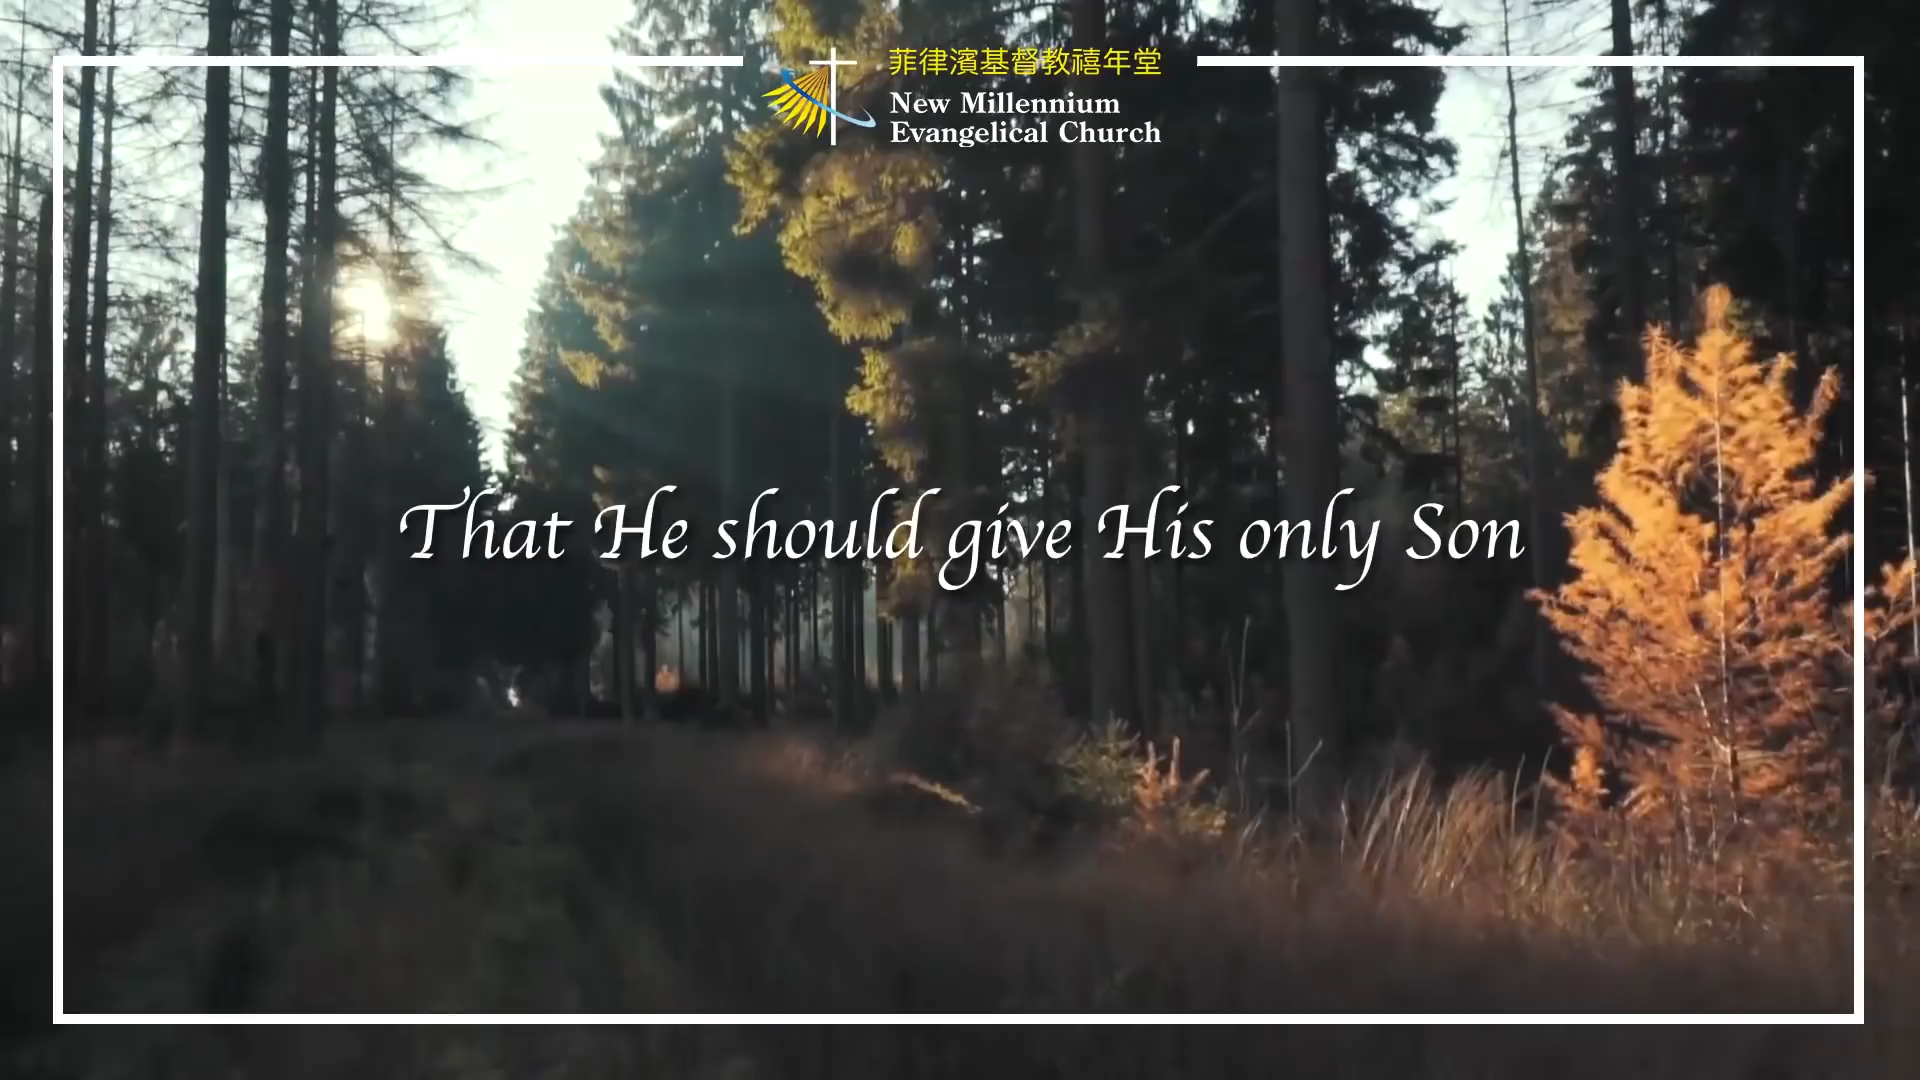 菲律濱基督教禧年堂
New Millennium
Evangelical Church
That He should give His only Son